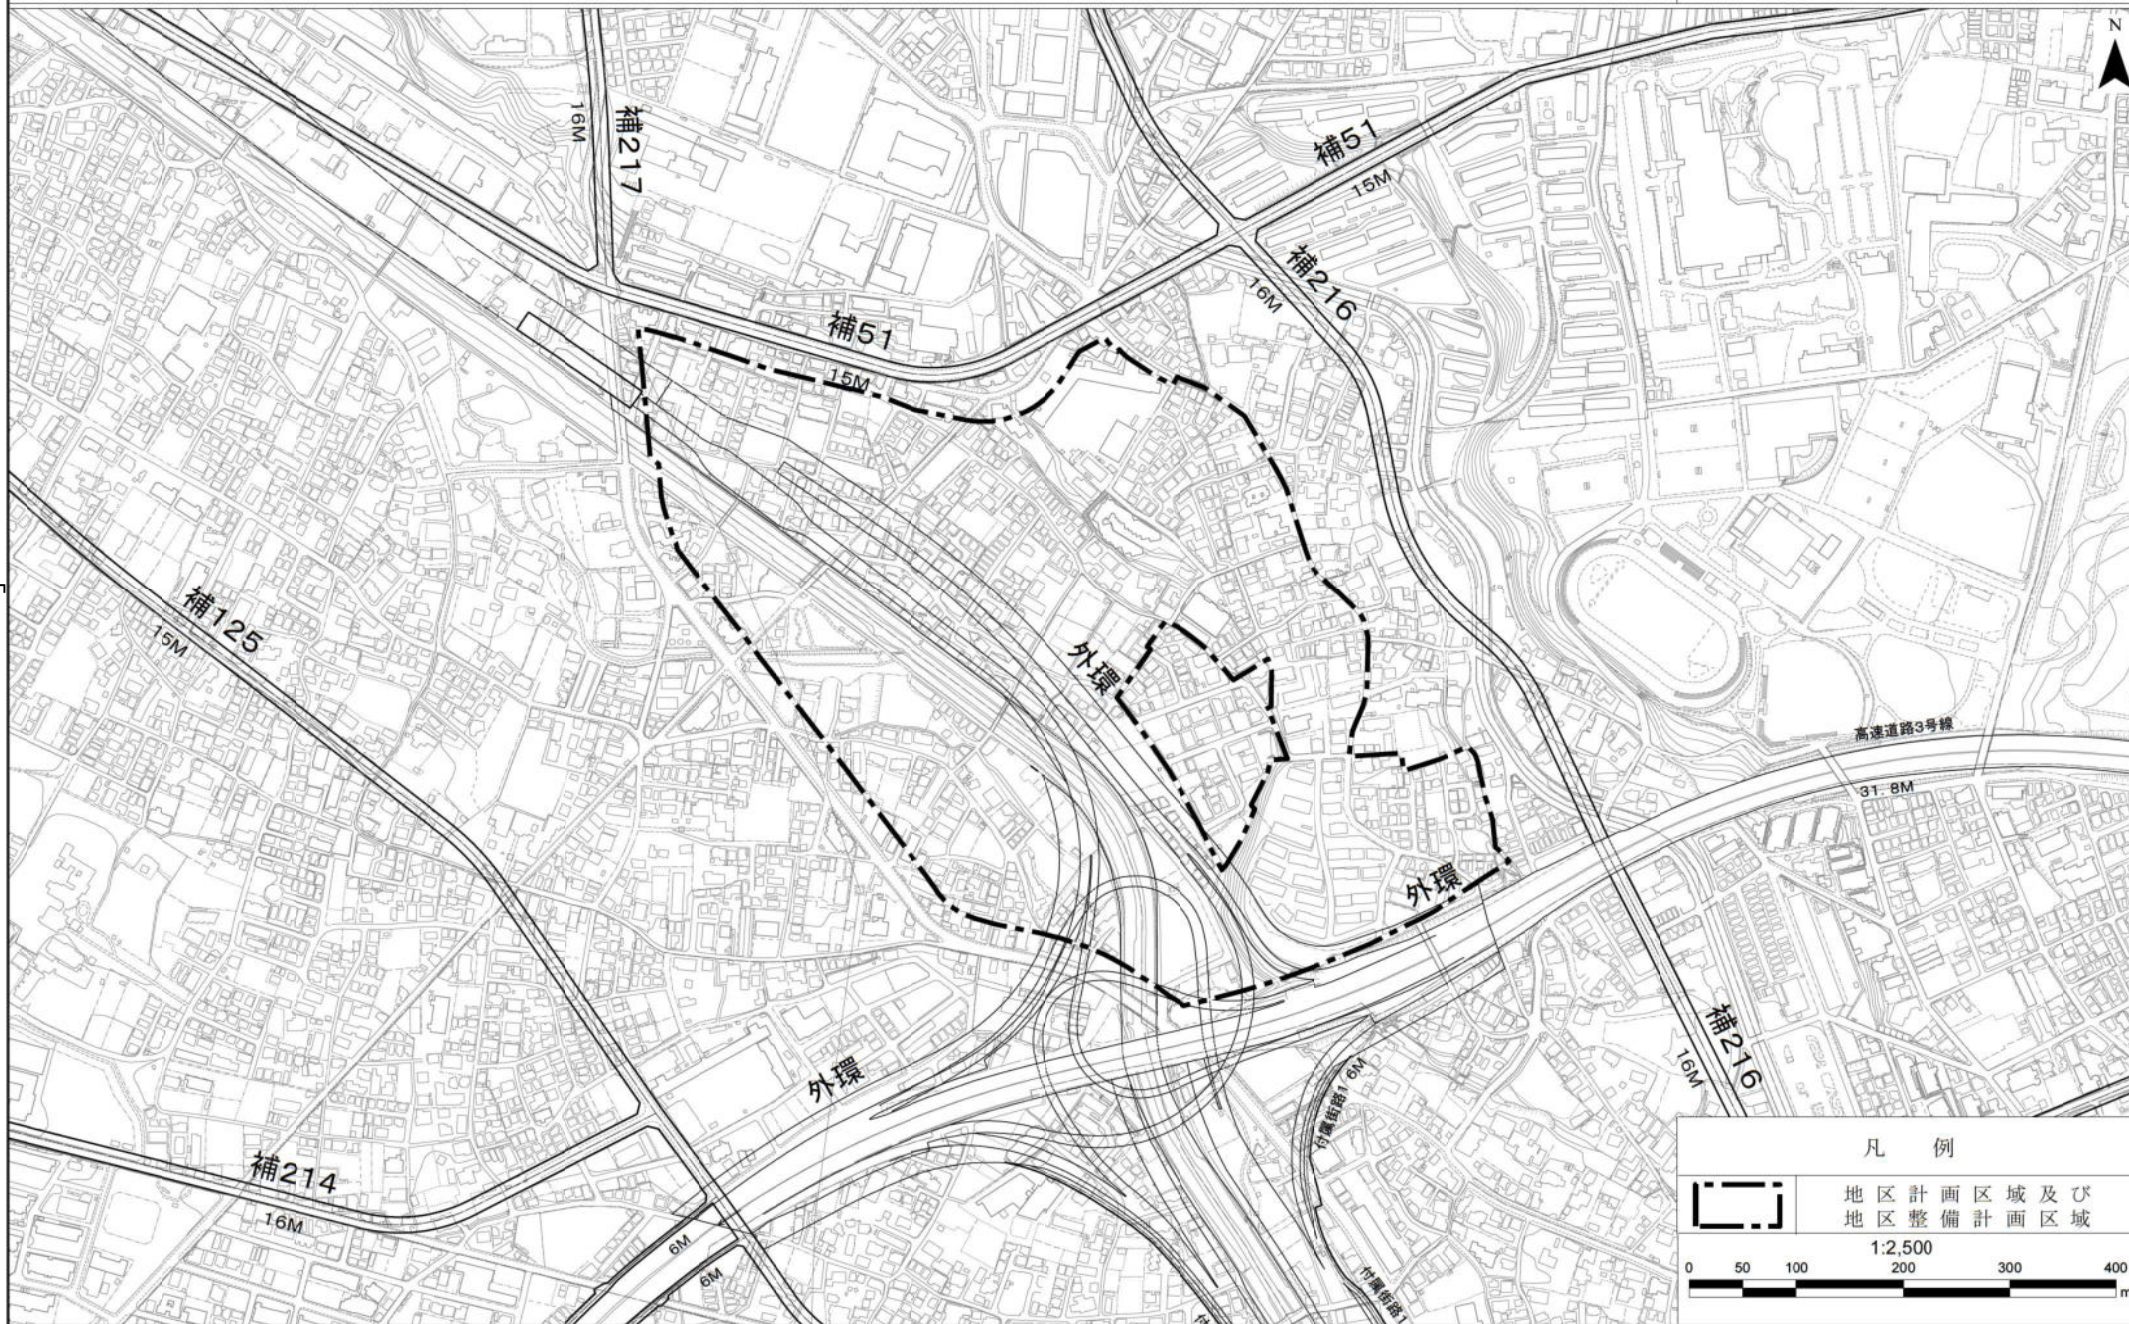 N
16M
補217
補51
15M
補216
16M
補51
15M
補125
15M
外環
高速道路3号線
31.8M
外環
外環
補216
16M
付属街路1 6M
補214
16M
6M
6M
付属街路1
付
凡 例
地区計画区域及び
地区整備計画区域
1:2,500
0 50 100 200 300 400
m